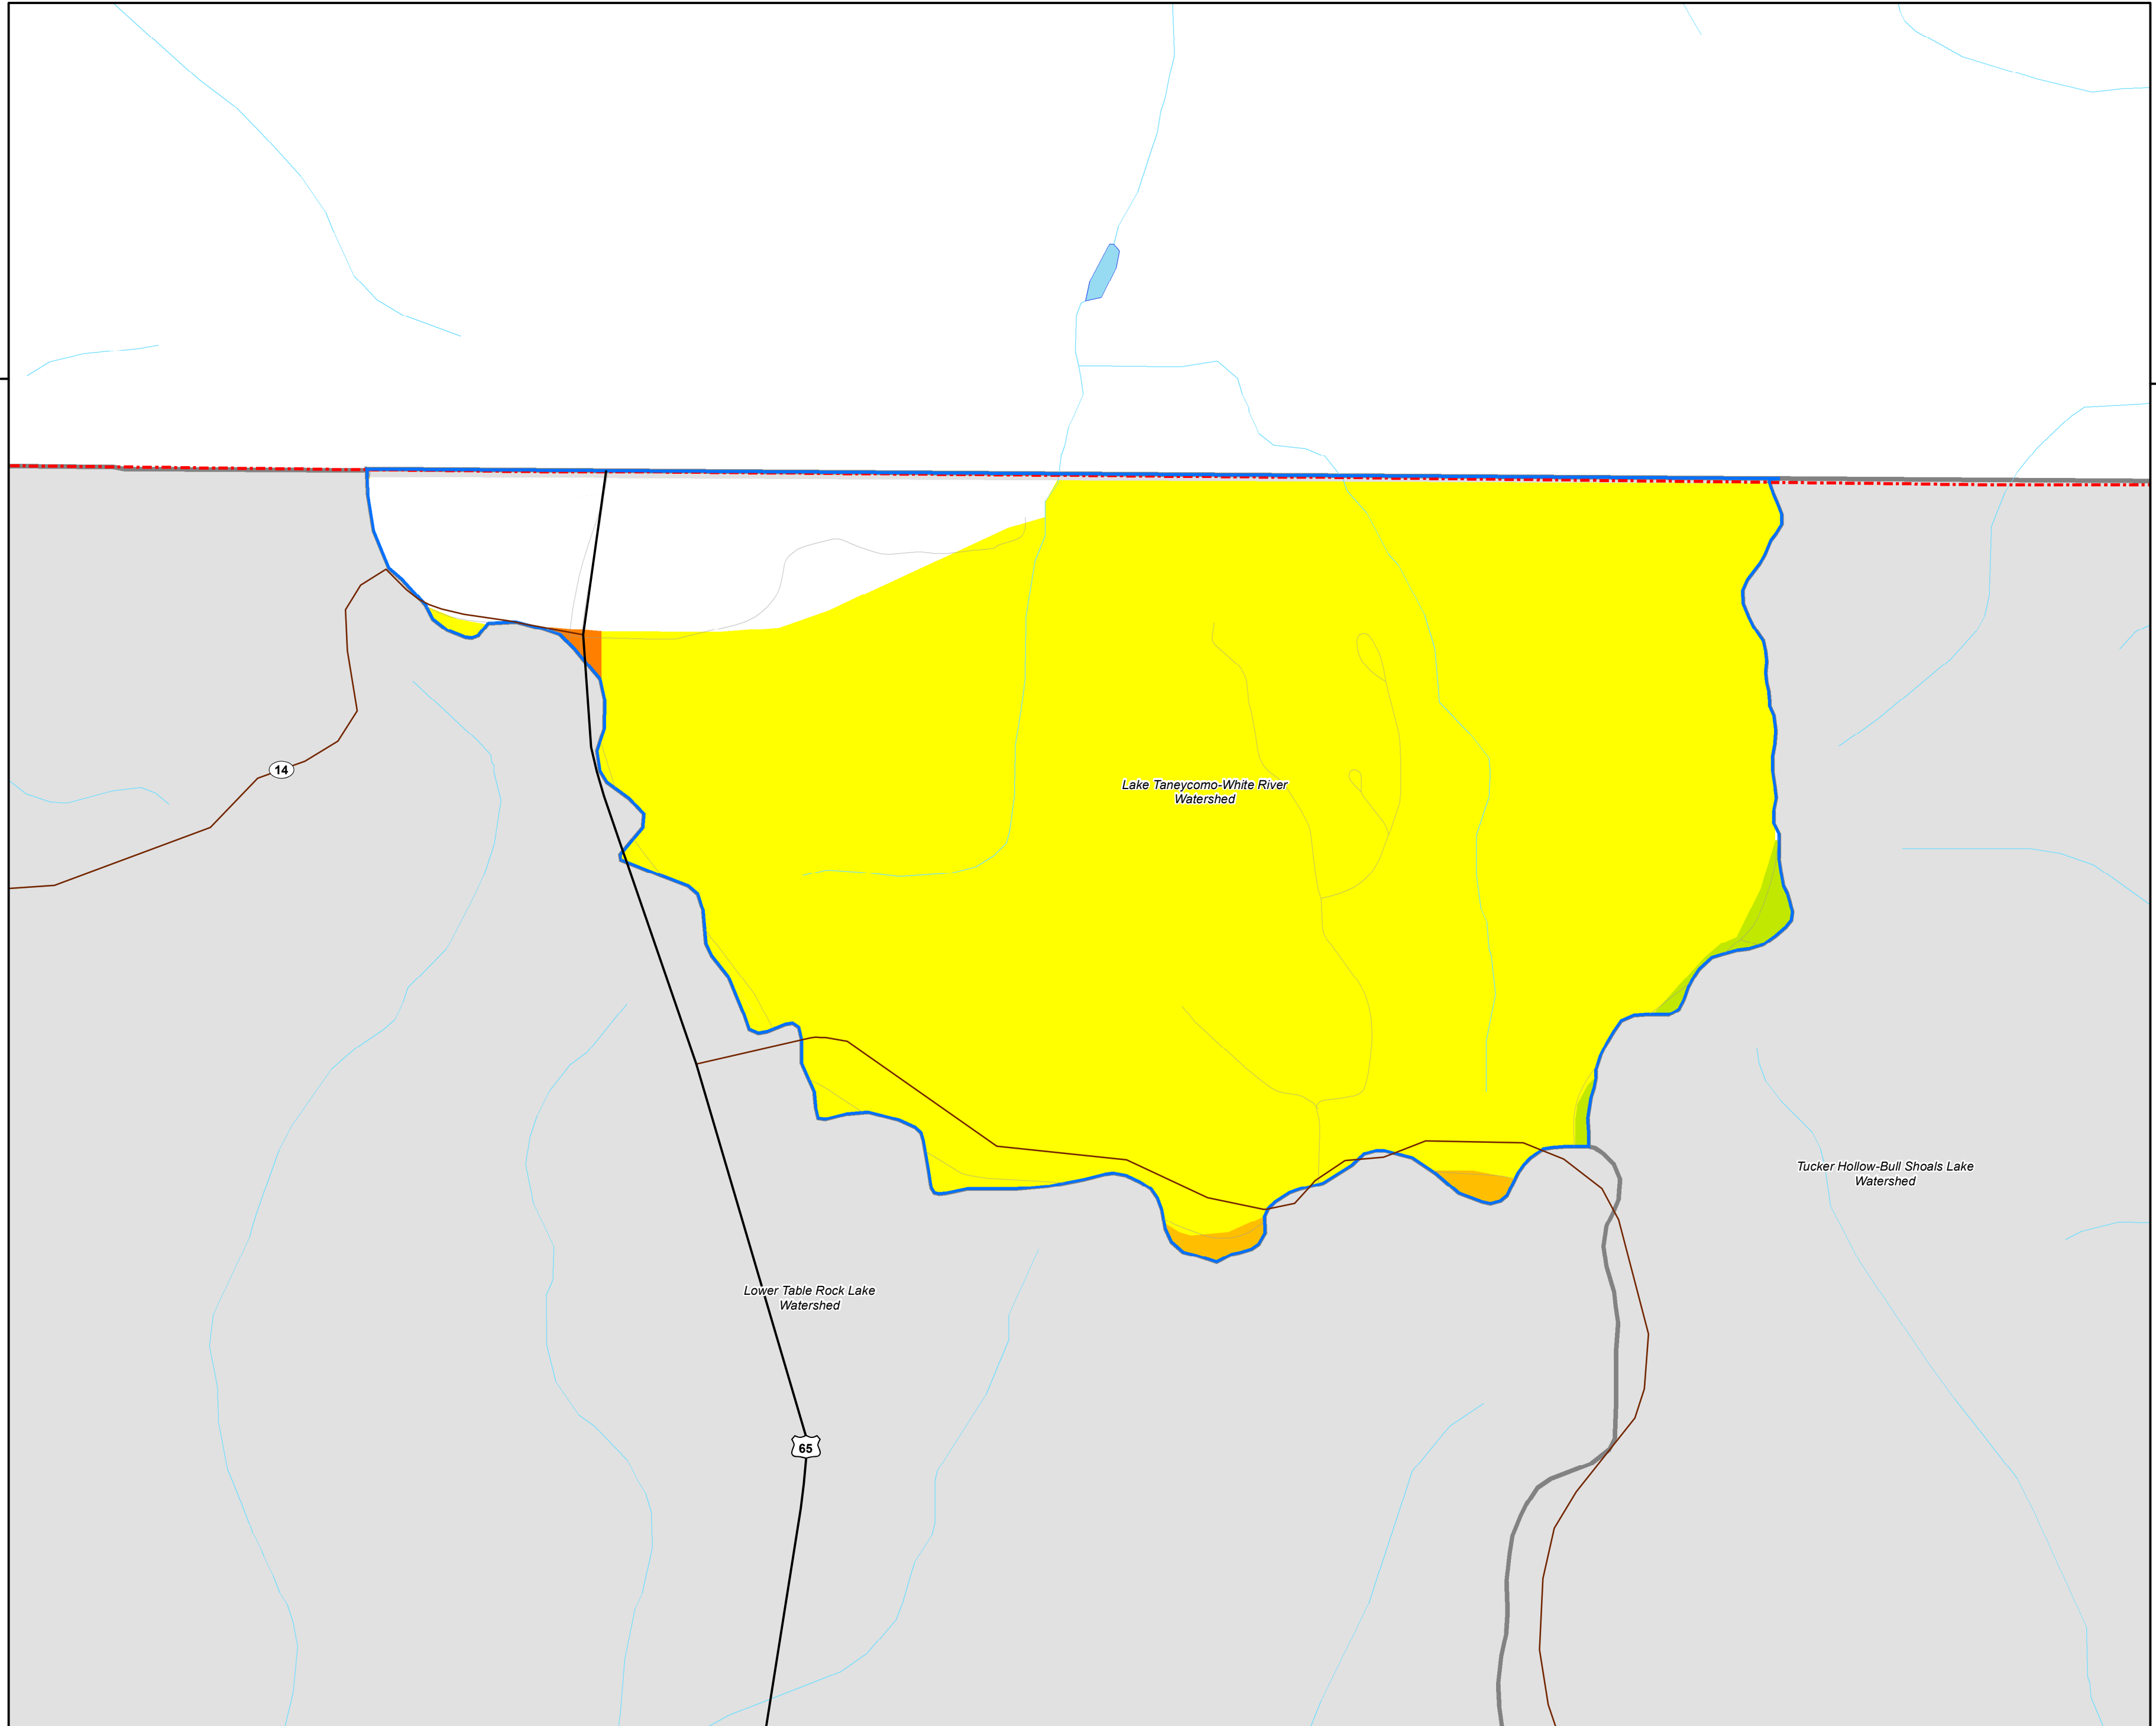 14
Lake Taneycomo-White River
Watershed
Tucker Hollow-Bull Shoals Lake
Watershed
Lower Table Rock Lake
Watershed
65